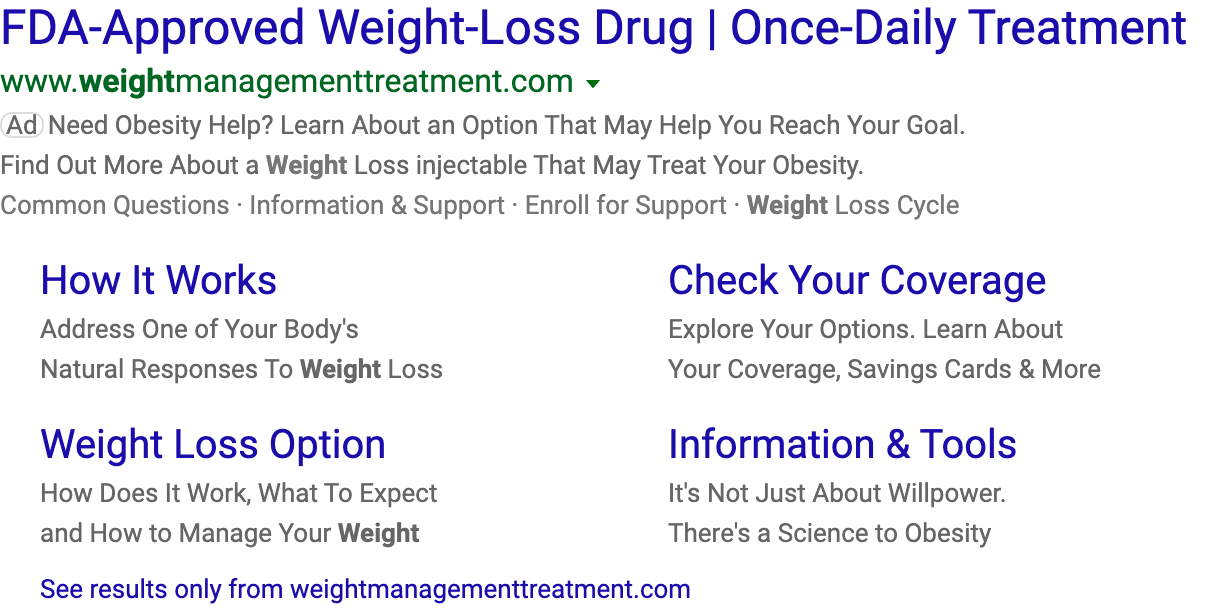 FDA-Approved Weight-Loss Drug | Once-Daily Treatment
www.weightmanagementtreatment.com
Ad Need Obesity Help? Learn About an Option That May Help You Reach Your Goal.
Find Out More About a Weight Loss injectable That May Treat Your Obesity.
Common Questions · Information & Support · Enroll for Support · Weight Loss Cycle
How It Works
Address One of Your Body's
Natural Responses To Weight Loss
Check Your Coverage
Explore Your Options. Learn About
Your Coverage, Savings Cards & More
Weight Loss Option
How Does It Work, What To Expect
and How to Manage Your Weight
Information & Tools
It's Not Just About Willpower.
There's a Science to Obesity
See results only from weightmanagementtreatment.com